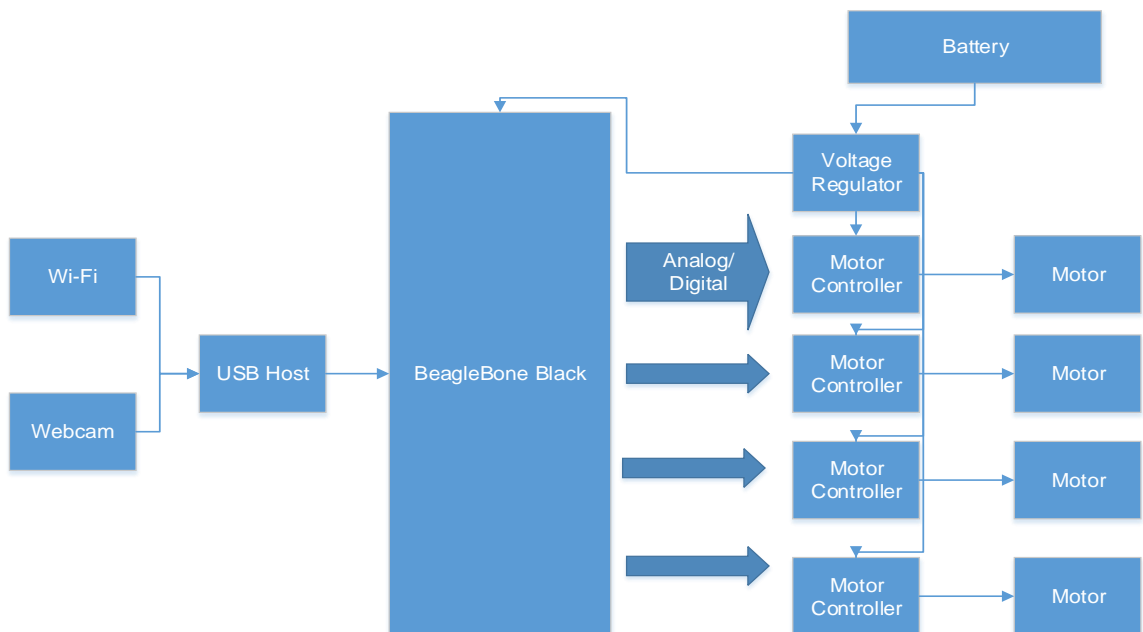 Battery
Voltage
Regulator
Wi-Fi
Analog/
Digital
Motor
Controller
Motor
USB Host
BeagleBone Black
Motor
Controller
Motor
Webcam
Motor
Controller
Motor
Motor
Controller
Motor